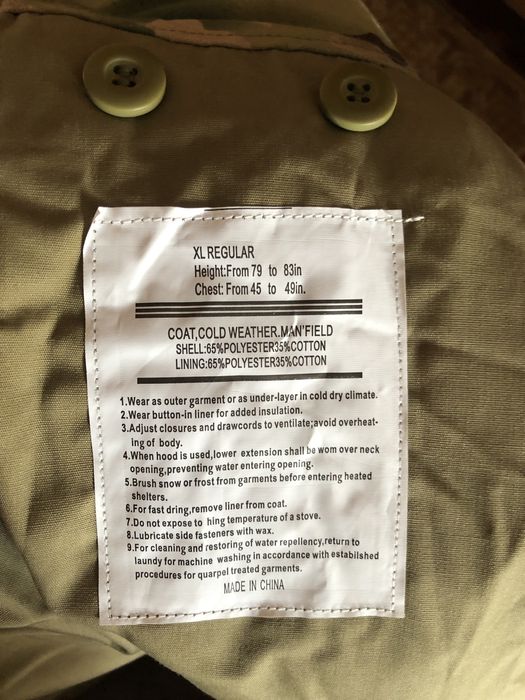 XL REGULAR
Height:From 79 to 83in
Chest: From 45 to 49in.
COAT,COLD WEATHER.MAN'FIELD
SHELL:65%POLYESTER35%COTTON
LINING:65%POLYESTER35%COTTON
1.Wear as outer garment or as under-layer in cold dry climate.
2.Wear button-in liner for added insulation.
3.Adjust closures and drawcords to ventilate;avoid overheat-
ing of body.
4.When hood is used,lower extension shall be wom over neck
opening,preventing water entering opening.
5.Brush snow or frost from garments before entering heated
shelters.
6.For fast dring,remove liner from coat.
7.Do not expose to hing temperature of a stove.
8.Lubricate side fasteners with wax.
9.For cleaning and restoring of water repellency,return to
laundy for machine washing in accordance with estabilshed
procedures for quarpel treated garments.
MADE IN CHINA